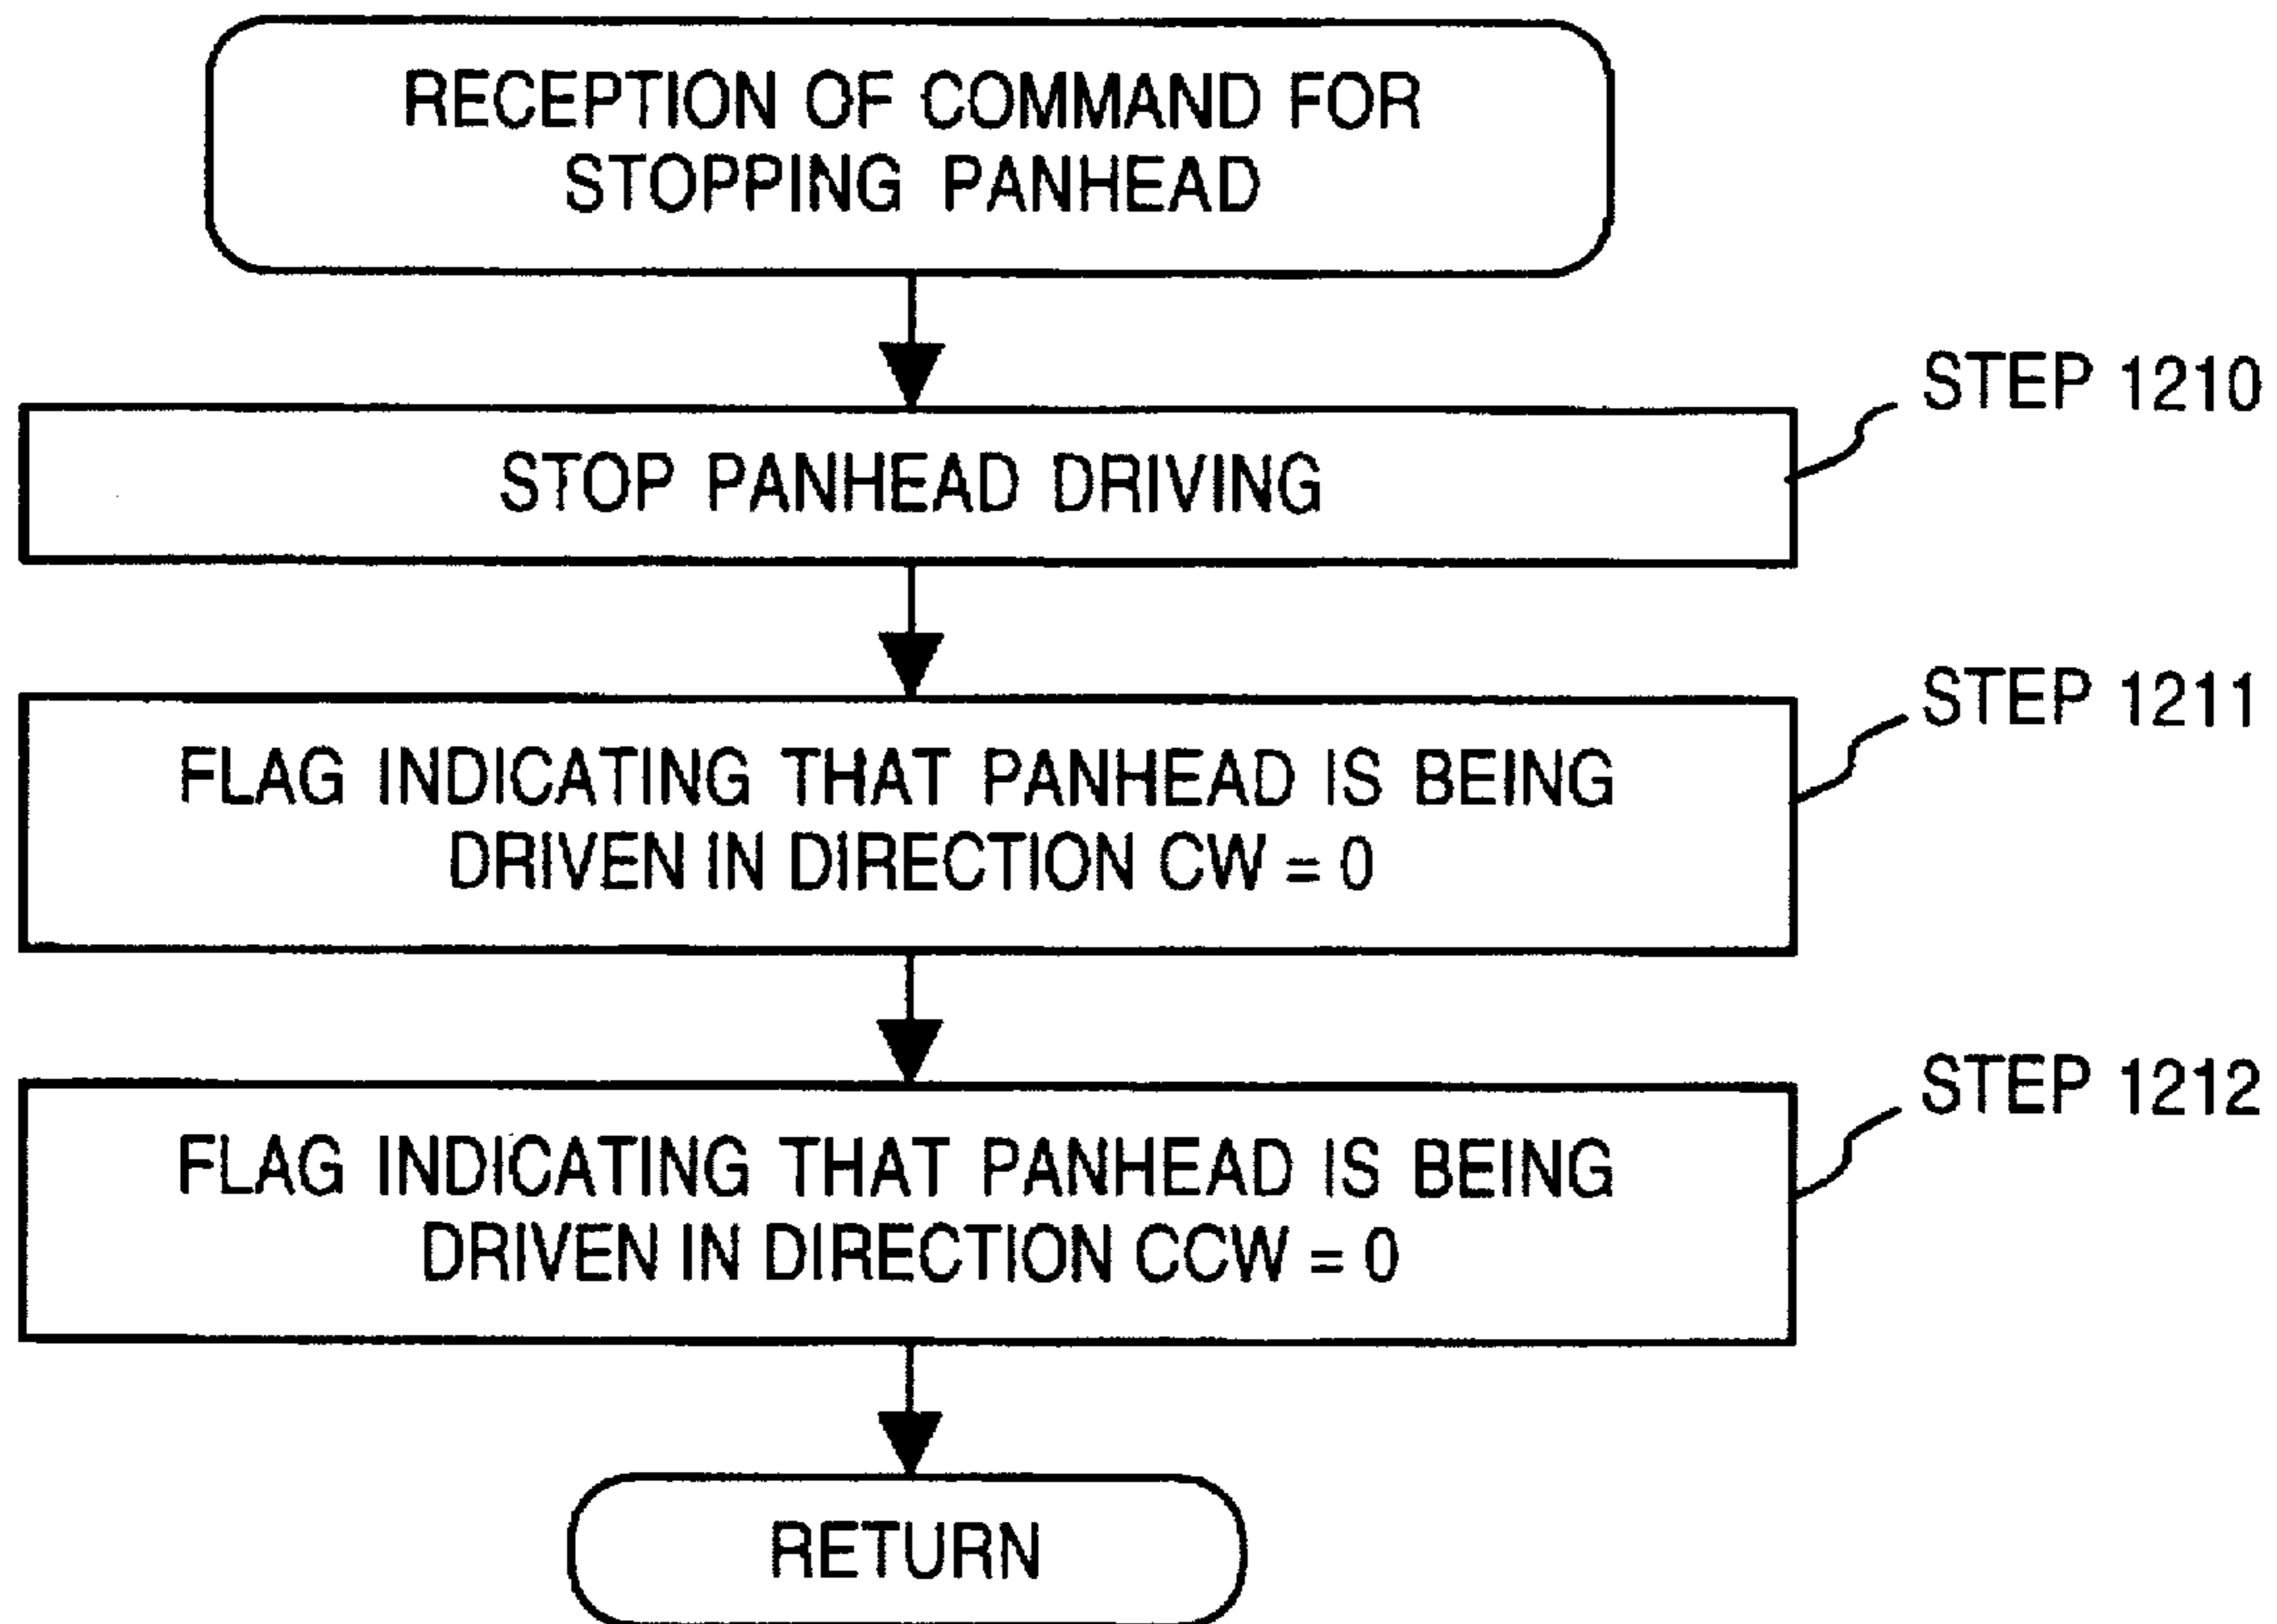 RECEPTION OF COMMAND FOR
STOPPING PANHEAD
STEP 1210
STOP PANHEAD DRIVING
STEP 1211
FLAG INDICATING THAT PANHEAD IS BEING
DRIVEN IN DIRECTION CW = 0
STEP 1212
FLAG INDICATING THAT PANHEAD IS BEING
DRIVEN IN DIRECTION CCW = 0
RETURN